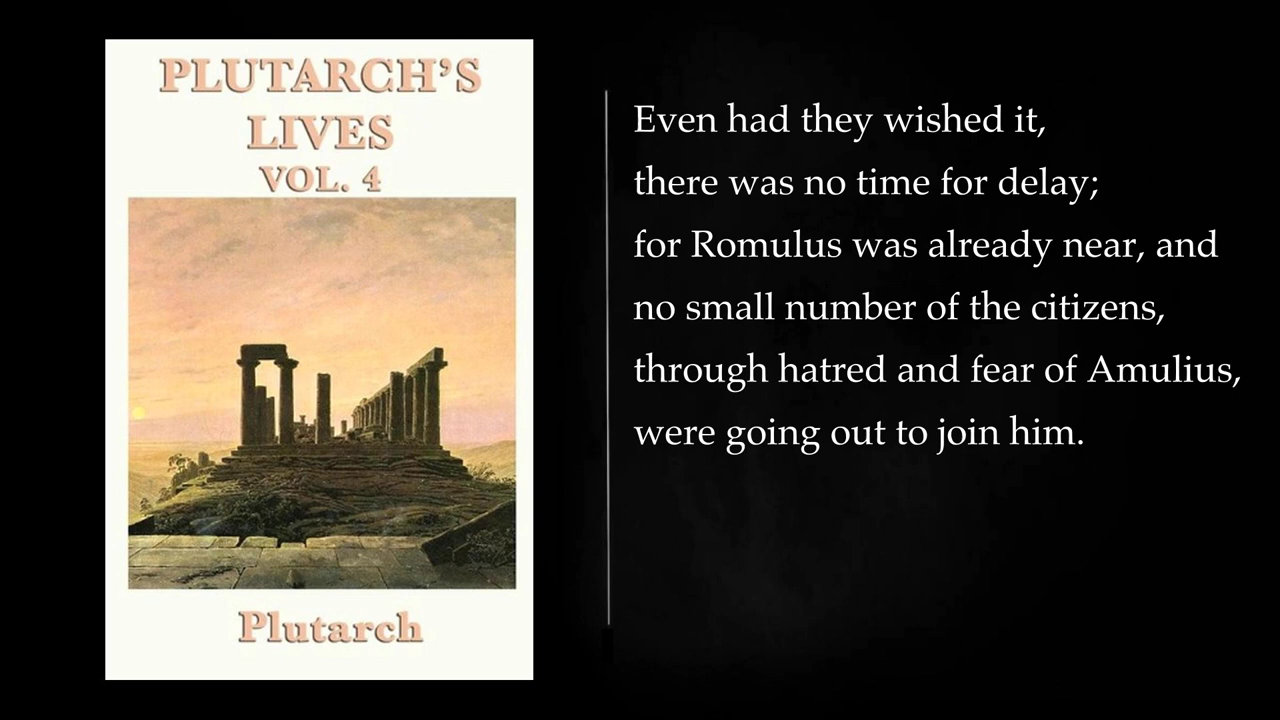 PLUTARCH'S
LIVES
VOL. 4
Plutarch
Even had they wished it,
there was no time for delay;
for Romulus was already near, and
no small number of the citizens,
through hatred and fear of Amulius,
were going out to join him.